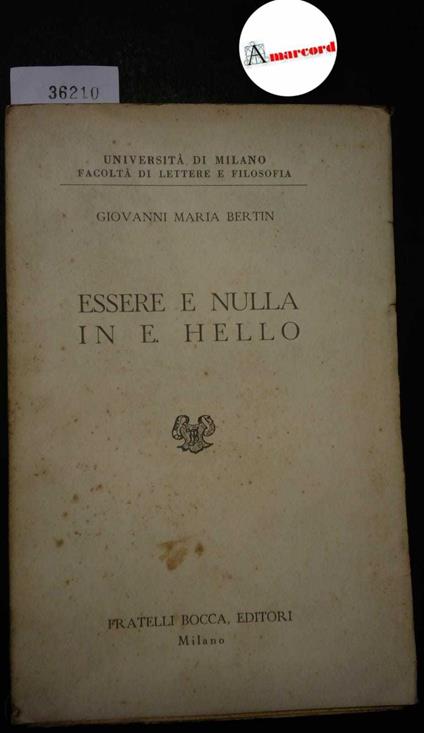 Amarcord
36210
UNIVERSITÀ DI MILANO
FACOLTÀ DI LETTERE E FILOSOFIA
GIOVANNI MARIA BERTIN
ESSERE E NULLA
IN E. HELLO
FRATELLI BOCCA, EDITORI
Milano